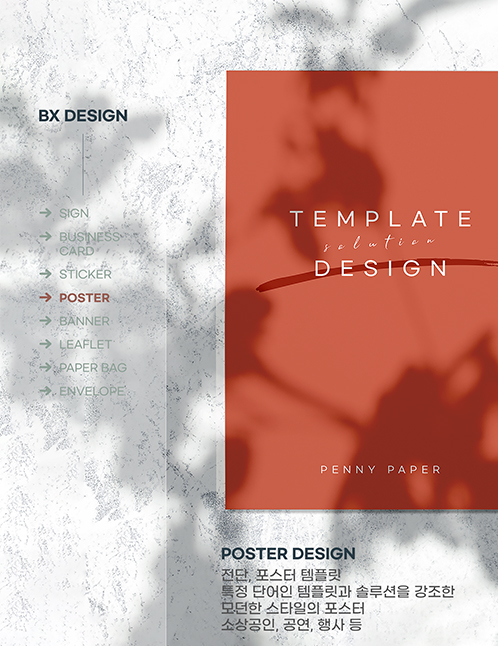 BX DESIGN
→ SIGN
→ BUSINESS
CARD
→ STICKER
→ POSTER
→ BANNER
→ LEAFLET
→ PAPER BAG
→ ENVELOPE
TEMPLATE
solution
DESIGN
PENNY PAPER
POSTER DESIGN
전단, 포스터 템플릿
특정 단어인 템플릿과 솔루션을 강조한
모던한 스타일의 포스터
소상공인, 공연, 행사 등